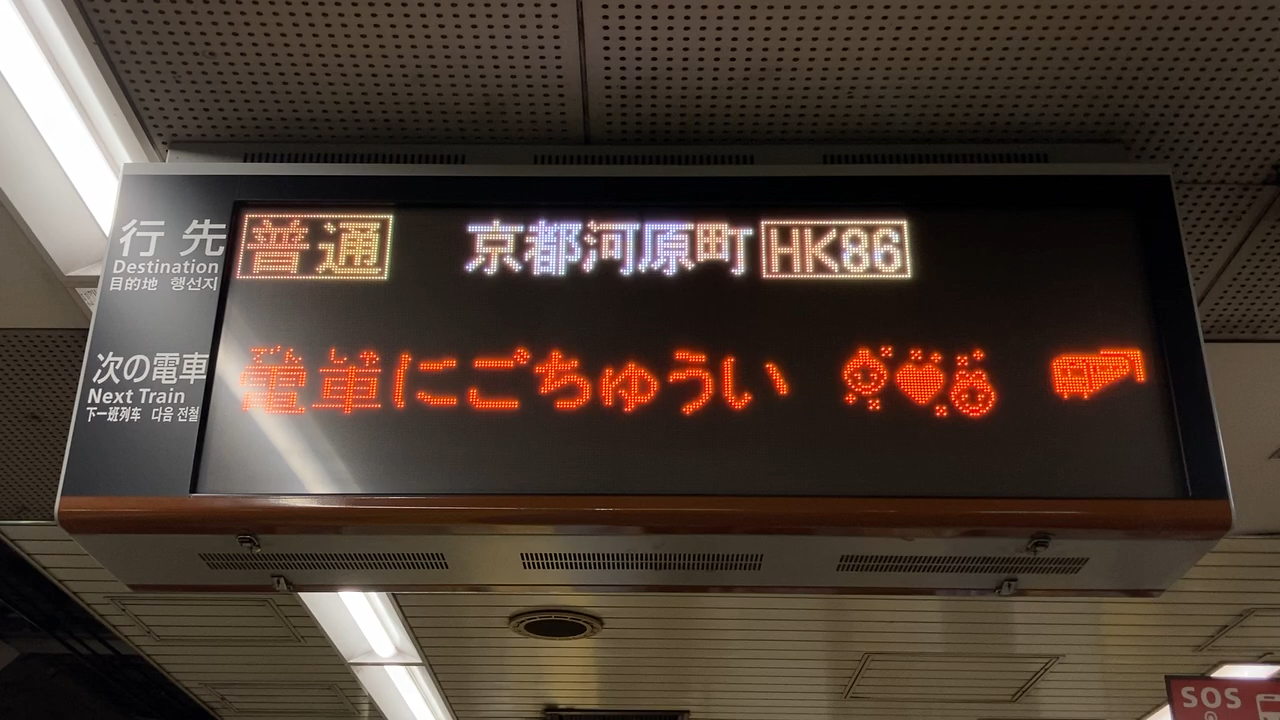 行先 普通 京都河原町 HK86
Destination
目的地 행선지
次の電車 電車にごちゅうい
Next Train
下一班列车 다음 전철
SOS